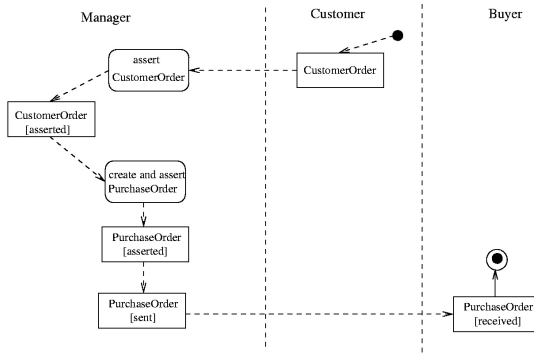 Manager
Customer
Buyer
assert
CustomerOrder
CustomerOrder
CustomerOrder
[asserted]
create and assert
PurchaseOrder
PurchaseOrder
[asserted]
PurchaseOrder
[sent]
PurchaseOrder
[received]